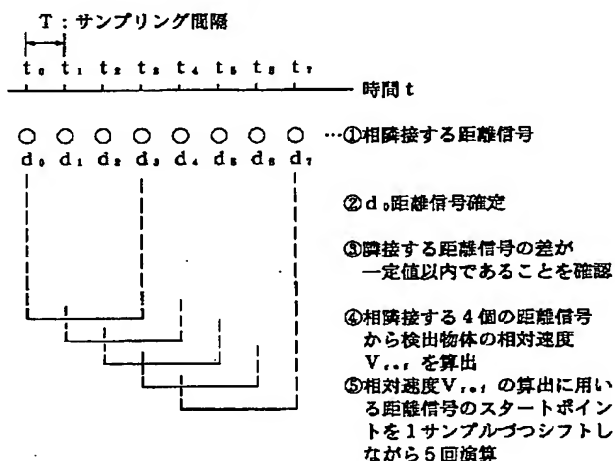 T：サンプリング間隔
t₀ t₁ t₂ t₃ t₄ t₅ t₆ t₇
時間t
…①相隣接する距離信号
d₀ d₁ d₂ d₃ d₄ d₅ d₆ d₇
②d₀距離信号確定
③隣接する距離信号の差が
一定値以内であることを確認
④相隣接する4個の距離信号
から検出物体の相対速度
Vᵣₑf を算出
⑤相対速度Vᵣₑf の算出に用い
る距離信号のスタートポイン
トを1サンプルづつシフトし
ながら5回演算